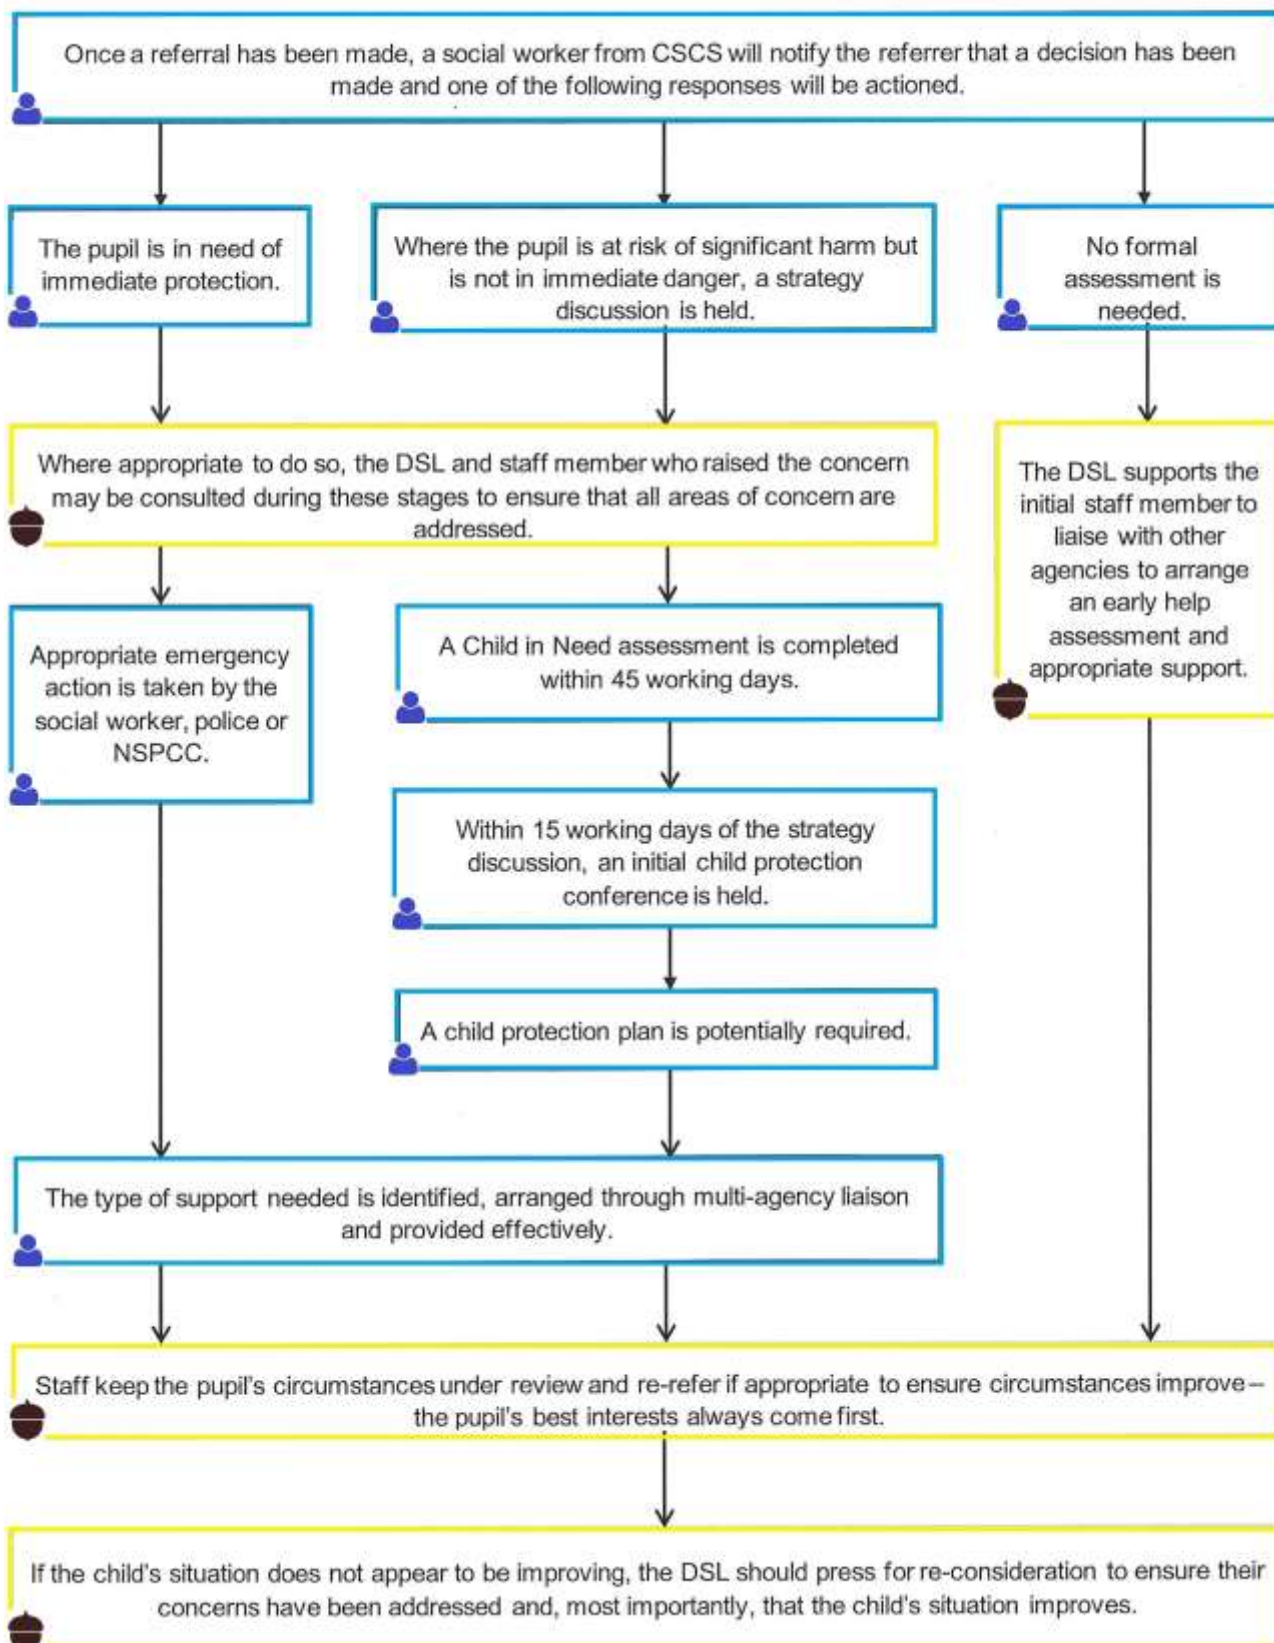 Once a referral has been made, a social worker from CSCS will notify the referrer that a decision has been
made and one of the following responses will be actioned.
The pupil is in need of
immediate protection.
Where the pupil is at risk of significant harm but
is not in immediate danger, a strategy
discussion is held.
No formal
assessment is
needed.
Where appropriate to do so, the DSL and staff member who raised the concern
may be consulted during these stages to ensure that all areas of concern are
addressed.
The DSL supports the
initial staff member to
liaise with other
agencies to arrange
an early help
assessment and
appropriate support.
Appropriate emergency
action is taken by the
social worker, police or
NSPCC.
A Child in Need assessment is completed
within 45 working days.
Within 15 working days of the strategy
discussion, an initial child protection
conference is held.
A child protection plan is potentially required.
The type of support needed is identified, arranged through multi-agency liaison
and provided effectively.
Staff keep the pupil's circumstances under review and re-refer if appropriate to ensure circumstances improve –
the pupil's best interests always come first.
If the child's situation does not appear to be improving, the DSL should press for re-consideration to ensure their
concerns have been addressed and, most importantly, that the child's situation improves.